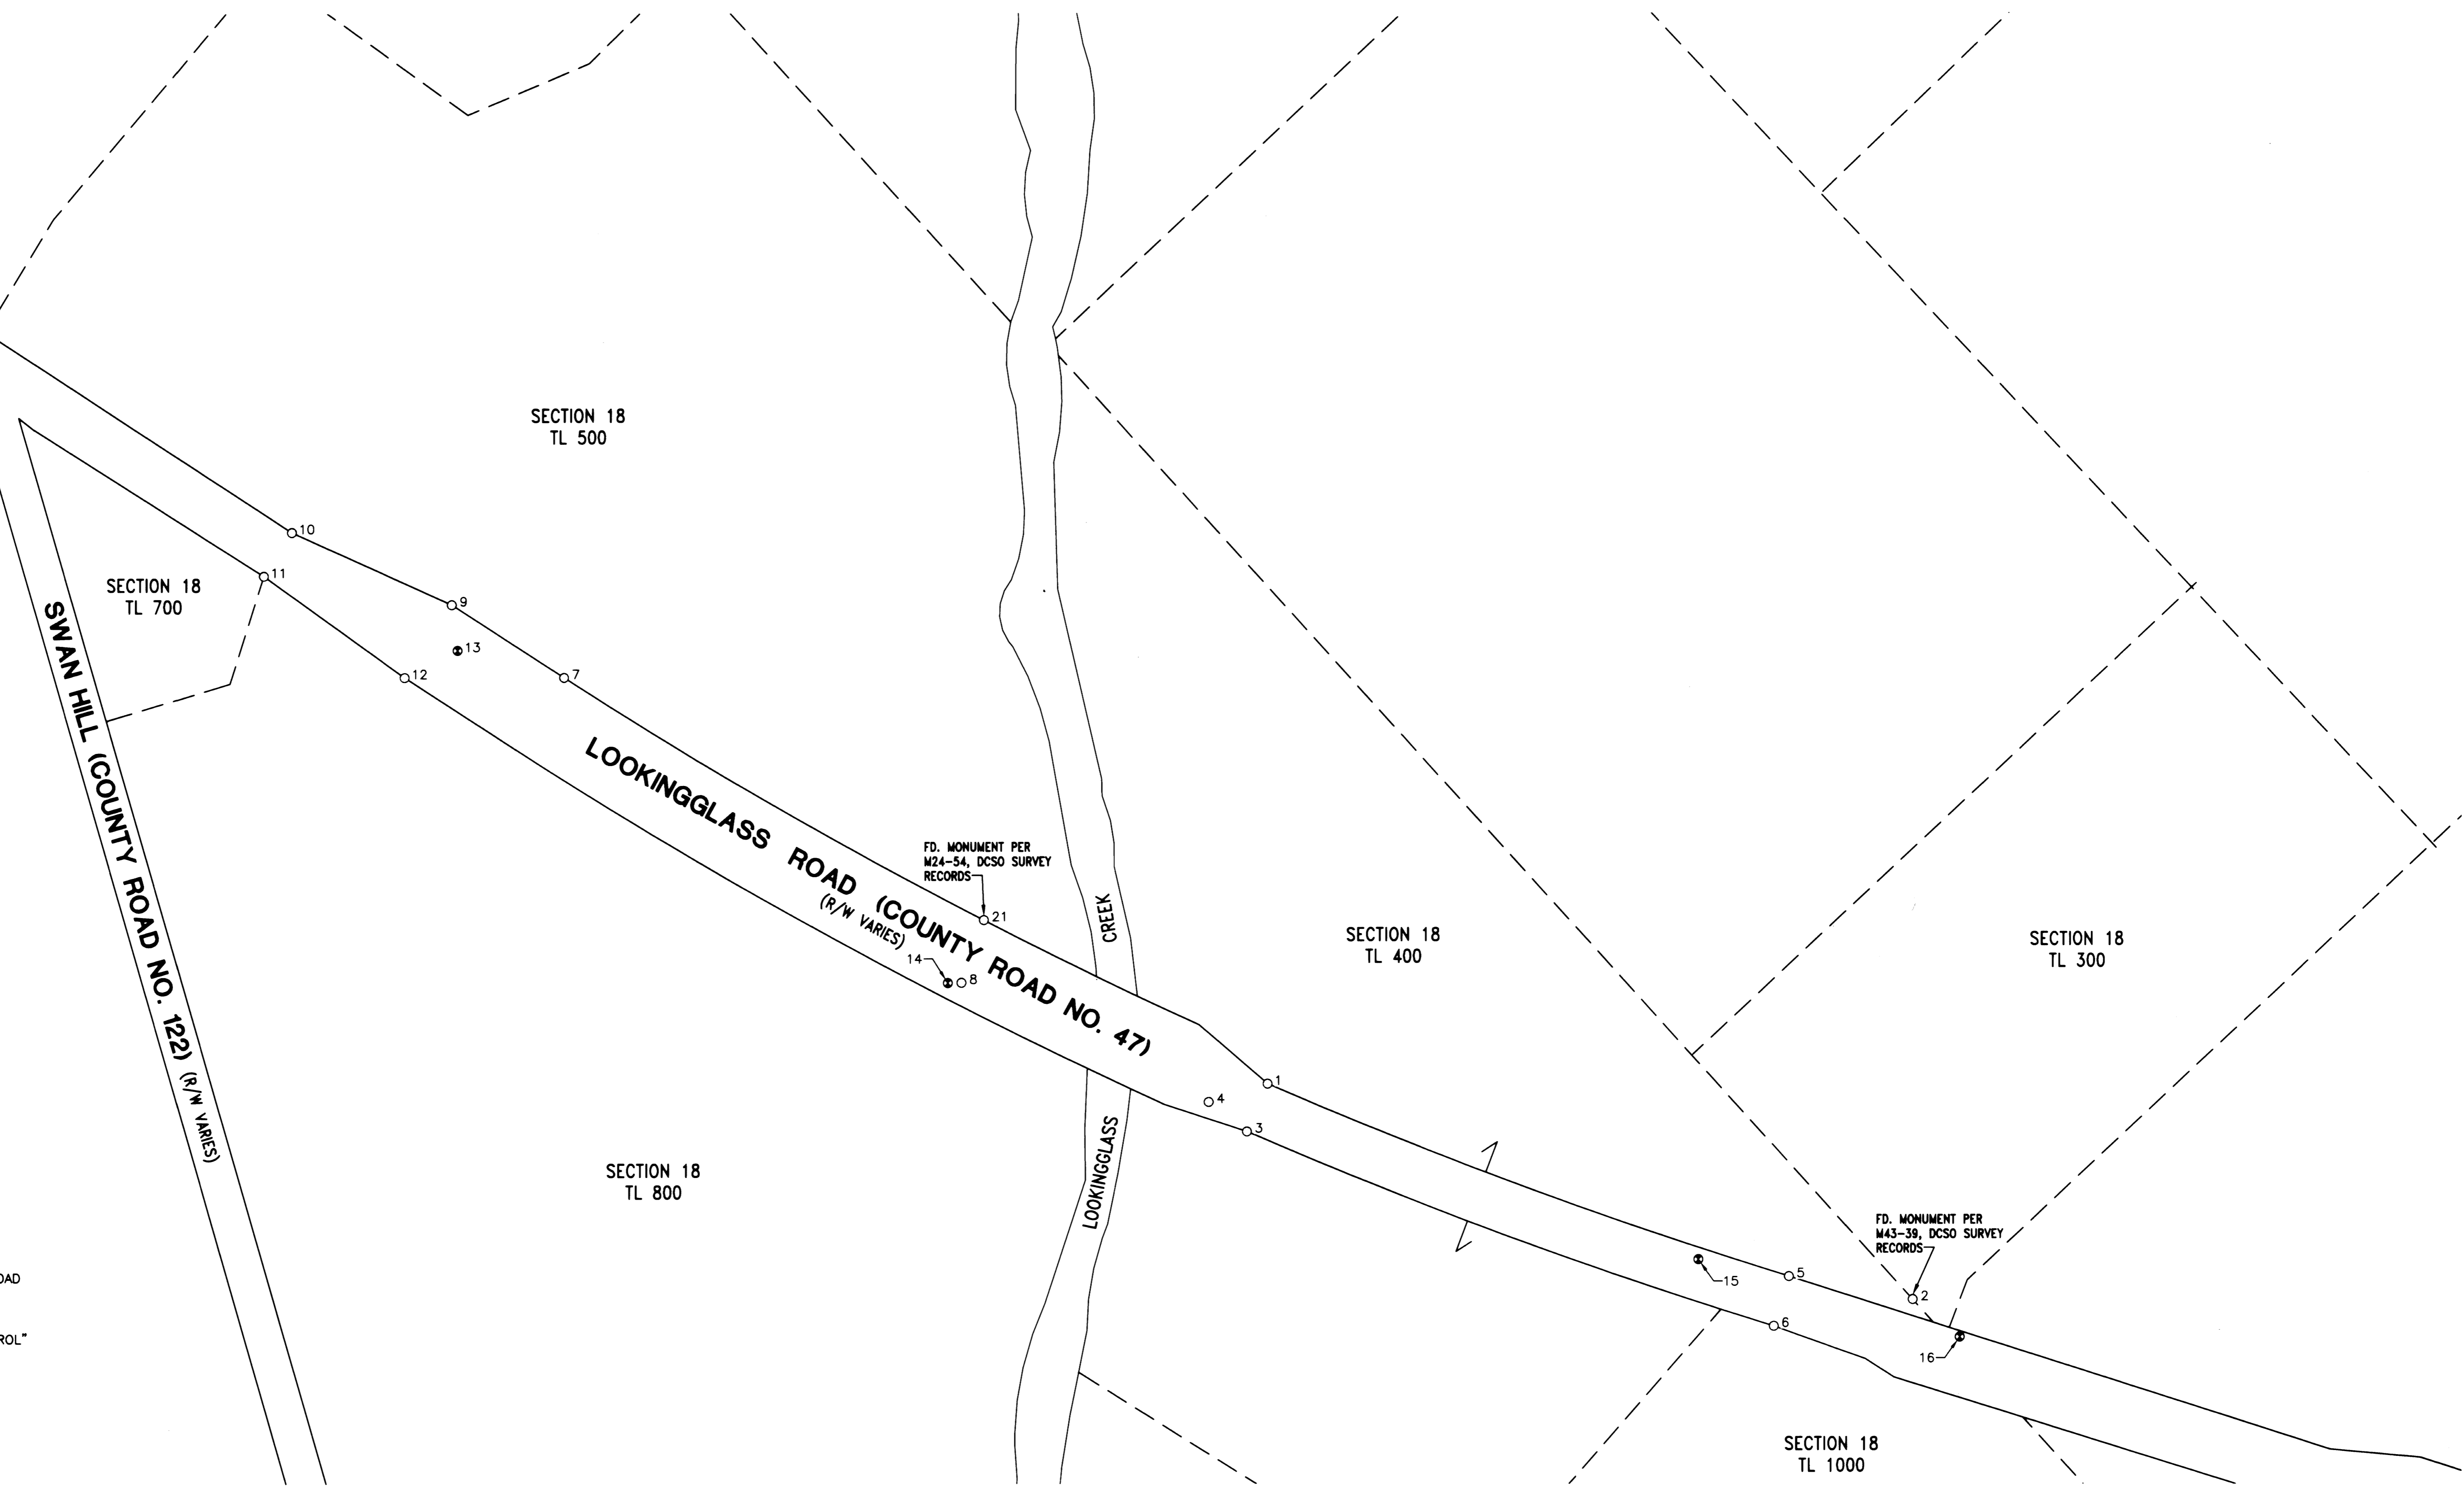 SECTION 18
TL 500
10
11
SECTION 18
TL 700
9
13
12
7
SWAN HILL (COUNTY ROAD NO. 122) (R/W VARIES)
LOOKINGGLASS ROAD (COUNTY ROAD NO. 47)
(R/W VARIES)
FD. MONUMENT PER
M24-54, DCSO SURVEY
RECORDS
21
14
8
CREEK
SECTION 18
TL 400
SECTION 18
TL 300
1
4
3
LOOKINGGLASS
SECTION 18
TL 800
FD. MONUMENT PER
M43-39, DCSO SURVEY
RECORDS
15
5
2
6
16
SECTION 18
TL 1000
OAD
ROL"